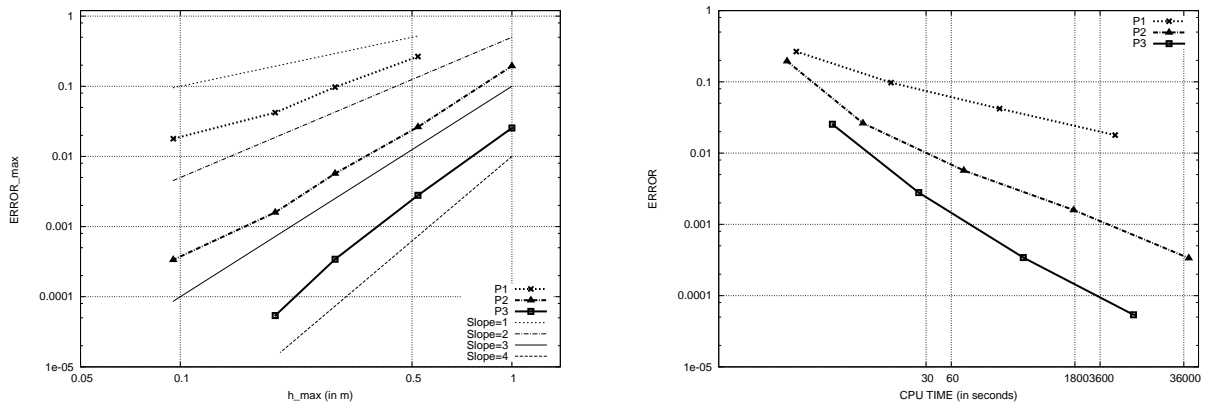 1
0.1
0.01
0.001
0.0001
1e-05
ERROR_max
0.05
0.1
0.5
1
h_max (in m)
P1
P2
P3
Slope=1
Slope=2
Slope=3
Slope=4
1
0.1
0.01
0.001
0.0001
1e-05
ERROR
30
60
1800
3600
36000
CPU TIME (in seconds)
P1
P2
P3